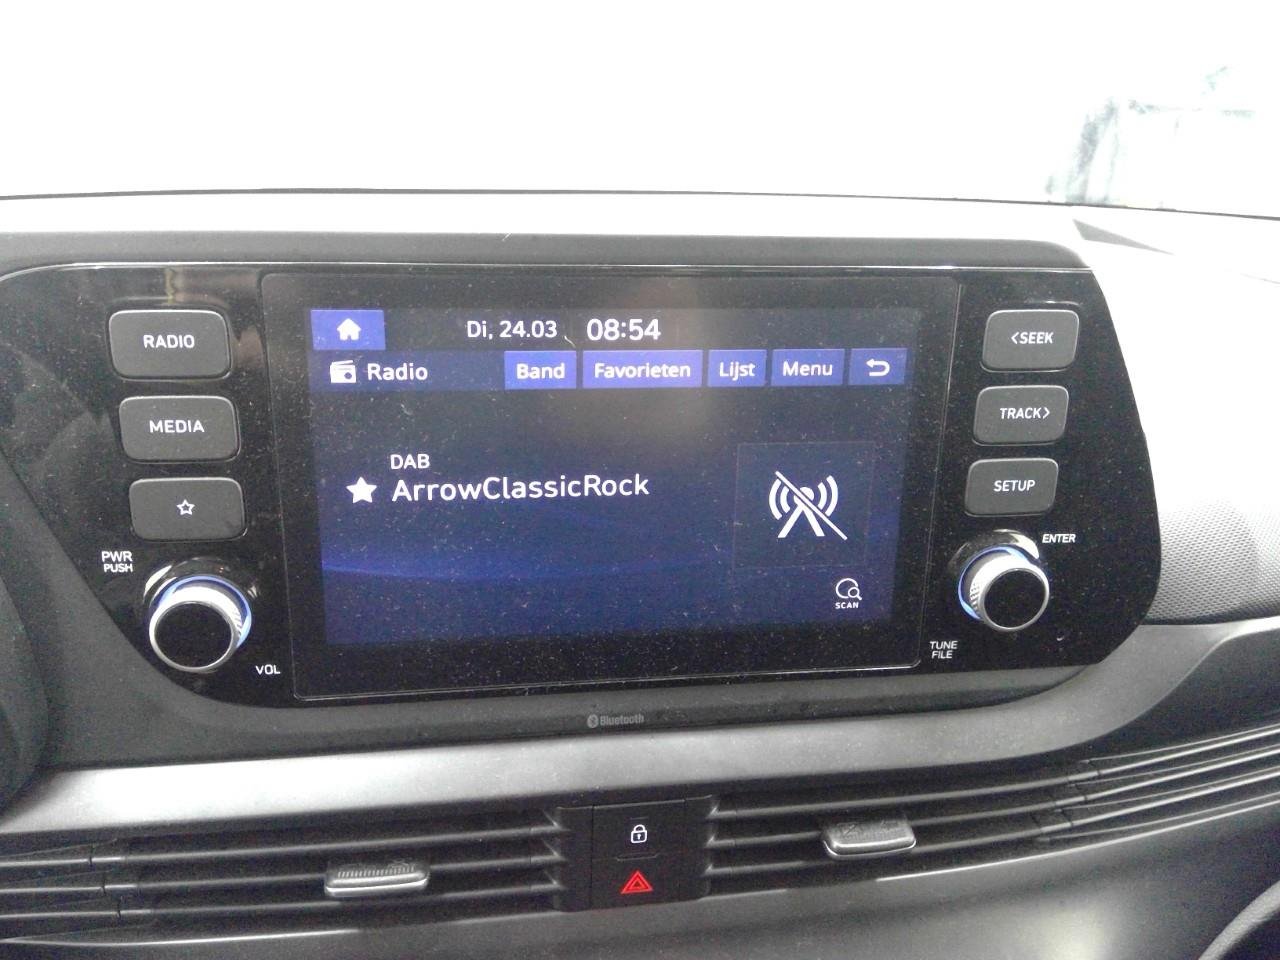 Di, 24.03 08:54
Radio Band Favorieten Lijst Menu
DAB
ArrowClassicRock
SCAN
RADIO
MEDIA
PWR
PUSH
VOL
<SEEK
TRACK>
SETUP
ENTER
TUNE
FILE
Bluetooth